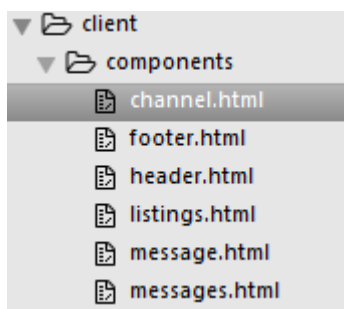 client
components
channel.html
footer.html
header.html
listings.html
message.html
messages.html